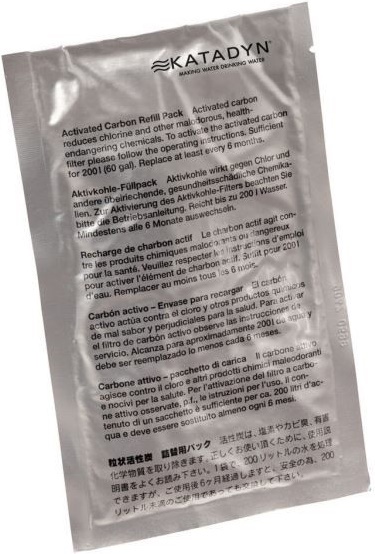 KATADYN®
MAKING WATER DRINKING WATER
Activated Carbon Refill Pack Activated carbon
reduces chlorine and other malodorous, health-
endangering chemicals. To activate the activated carbon
filter please follow the operating instructions. Sufficient
for 200l (60 gal). Replace at least every 6 months.
Aktivkohle-Füllpack Aktivkohle wirkt gegen Chlor und
andere übelriechende, gesundheitsschädliche Chemika-
lien. Zur Aktivierung des Aktivkohle-Filters beachten Sie
bitte die Betriebsanleitung. Reicht bis zu 200 l Wasser.
Mindestens alle 6 Monate auswechseln.
Recharge de charbon actif Le charbon actif agit con-
tre les produits chimiques malodorants ou dangereux
pour la santé. Veuillez respecter les instructions d'emploi
pour activer l'élément de charbon actif. Suffit pour 200l
d'eau. Remplacer au moins tous les 6 mois.
Carbón activo – Envase para recargar El carbón
activo actúa contra el cloro y otros productos químicos
de mal sabor y perjudiciales para la salud. Para activar
el filtro de carbón activo observe las instrucciones de
servicio. Alcanza para aproximadamente 200l de agua y
debe ser reemplazado lo menos cada 6 meses.
Carbone attivo – pacchetto di carica Il carbone attivo
agisce contro il cloro e altri prodotti chimici maleodoranti
e nocivi per la salute. Per l'attivazione del filtro a carbo-
ne attivo osservate, p.f., le istruzioni per l'uso. Il con-
tenuto di un sacchetto è sufficiente per ca. 200 litri d'ac-
qua e deve essere sostituito almeno ogni 6 mesi.
粒状活性炭 詰替用パック 活性炭は、塩素やカビ臭、有害
化学物質を取り除きます。正しくお使い頂くために、使用説
明書をよくお読み下さい。1袋で、200リットルの水を処理
できますが、ご使用後6ヶ月経過しますと、安全の為、200
リットル未満のご使用であっても交換して下さい。